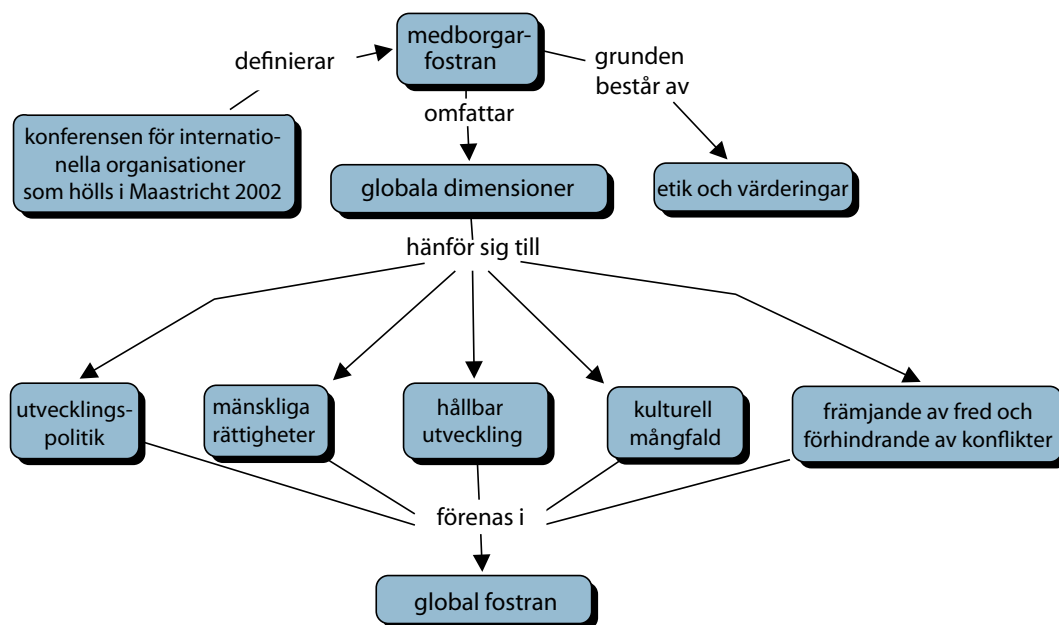 medborgar-
fostran
definierar
grunden
består av
omfattar
konferensen för internatio-
nella organisationer
som hölls i Maastricht 2002
globala dimensioner
etik och värderingar
hänför sig till
utvecklings-
politik
mänskliga
rättigheter
hållbar
utveckling
kulturell
mångfald
främjande av fred och
förhindrande av konflikter
förenas i
global fostran